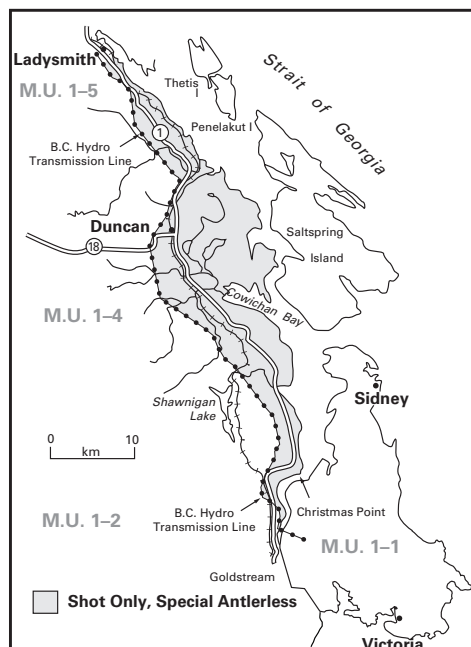 Ladysmith
M.U. 1–5
Thetis
I
Penelakut I
Strait of Georgia
1
B.C. Hydro
Transmission Line
Duncan
18
Saltspring
Island
Cowichan Bay
M.U. 1–4
Shawnigan
Lake
Sidney
0 10
km
M.U. 1–2
B.C. Hydro
Transmission Line
Christmas Point
M.U. 1–1
Goldstream
Shot Only, Special Antlerless
Victoria